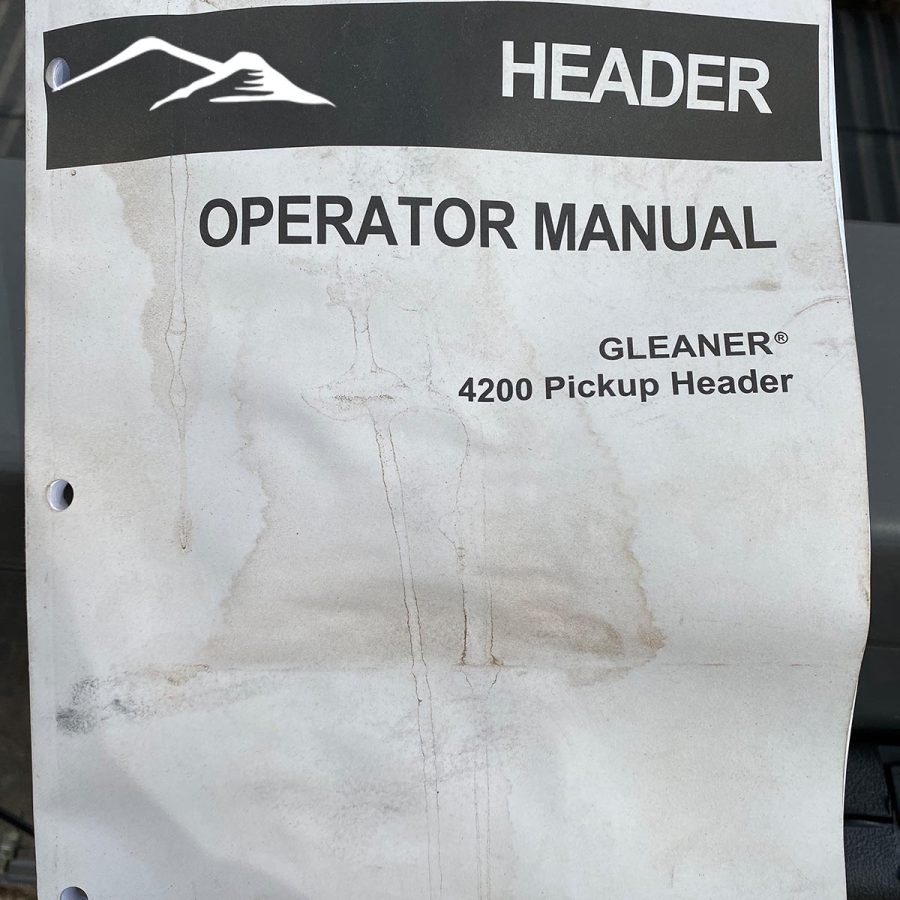 HEADER
OPERATOR MANUAL
GLEANER®
4200 Pickup Header